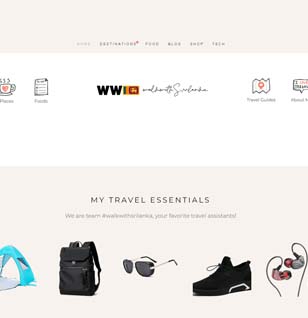 HOME DESTINATIONS FOOD BLOG SHOP TECH
WW walkwithSrilanka
Places
Foods
Travel Guides
About
MY TRAVEL ESSENTIALS
We are team #walkwithsrilanka, your favorite travel assistants!